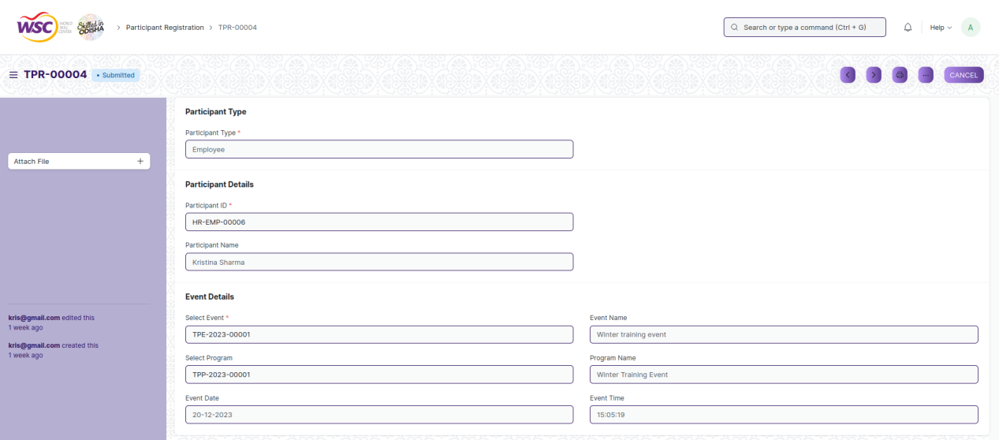 WSC WORLD SKILL CENTER Skilled in ODISHA > Participant Registration > TPR-00004 Search or type a command (Ctrl + G) Help A
TPR-00004 • Submitted CANCEL
Participant Type
Participant Type *
Employee
Attach File +
Participant Details
Participant ID *
HR-EMP-00006
Participant Name
Kristina Sharma
Event Details
kris@gmail.com edited this
1 week ago
kris@gmail.com created this
1 week ago
Select Event * Event Name
TPE-2023-00001 Winter training event
Select Program Program Name
TPP-2023-00001 Winter Training Event
Event Date Event Time
20-12-2023 15:05:19